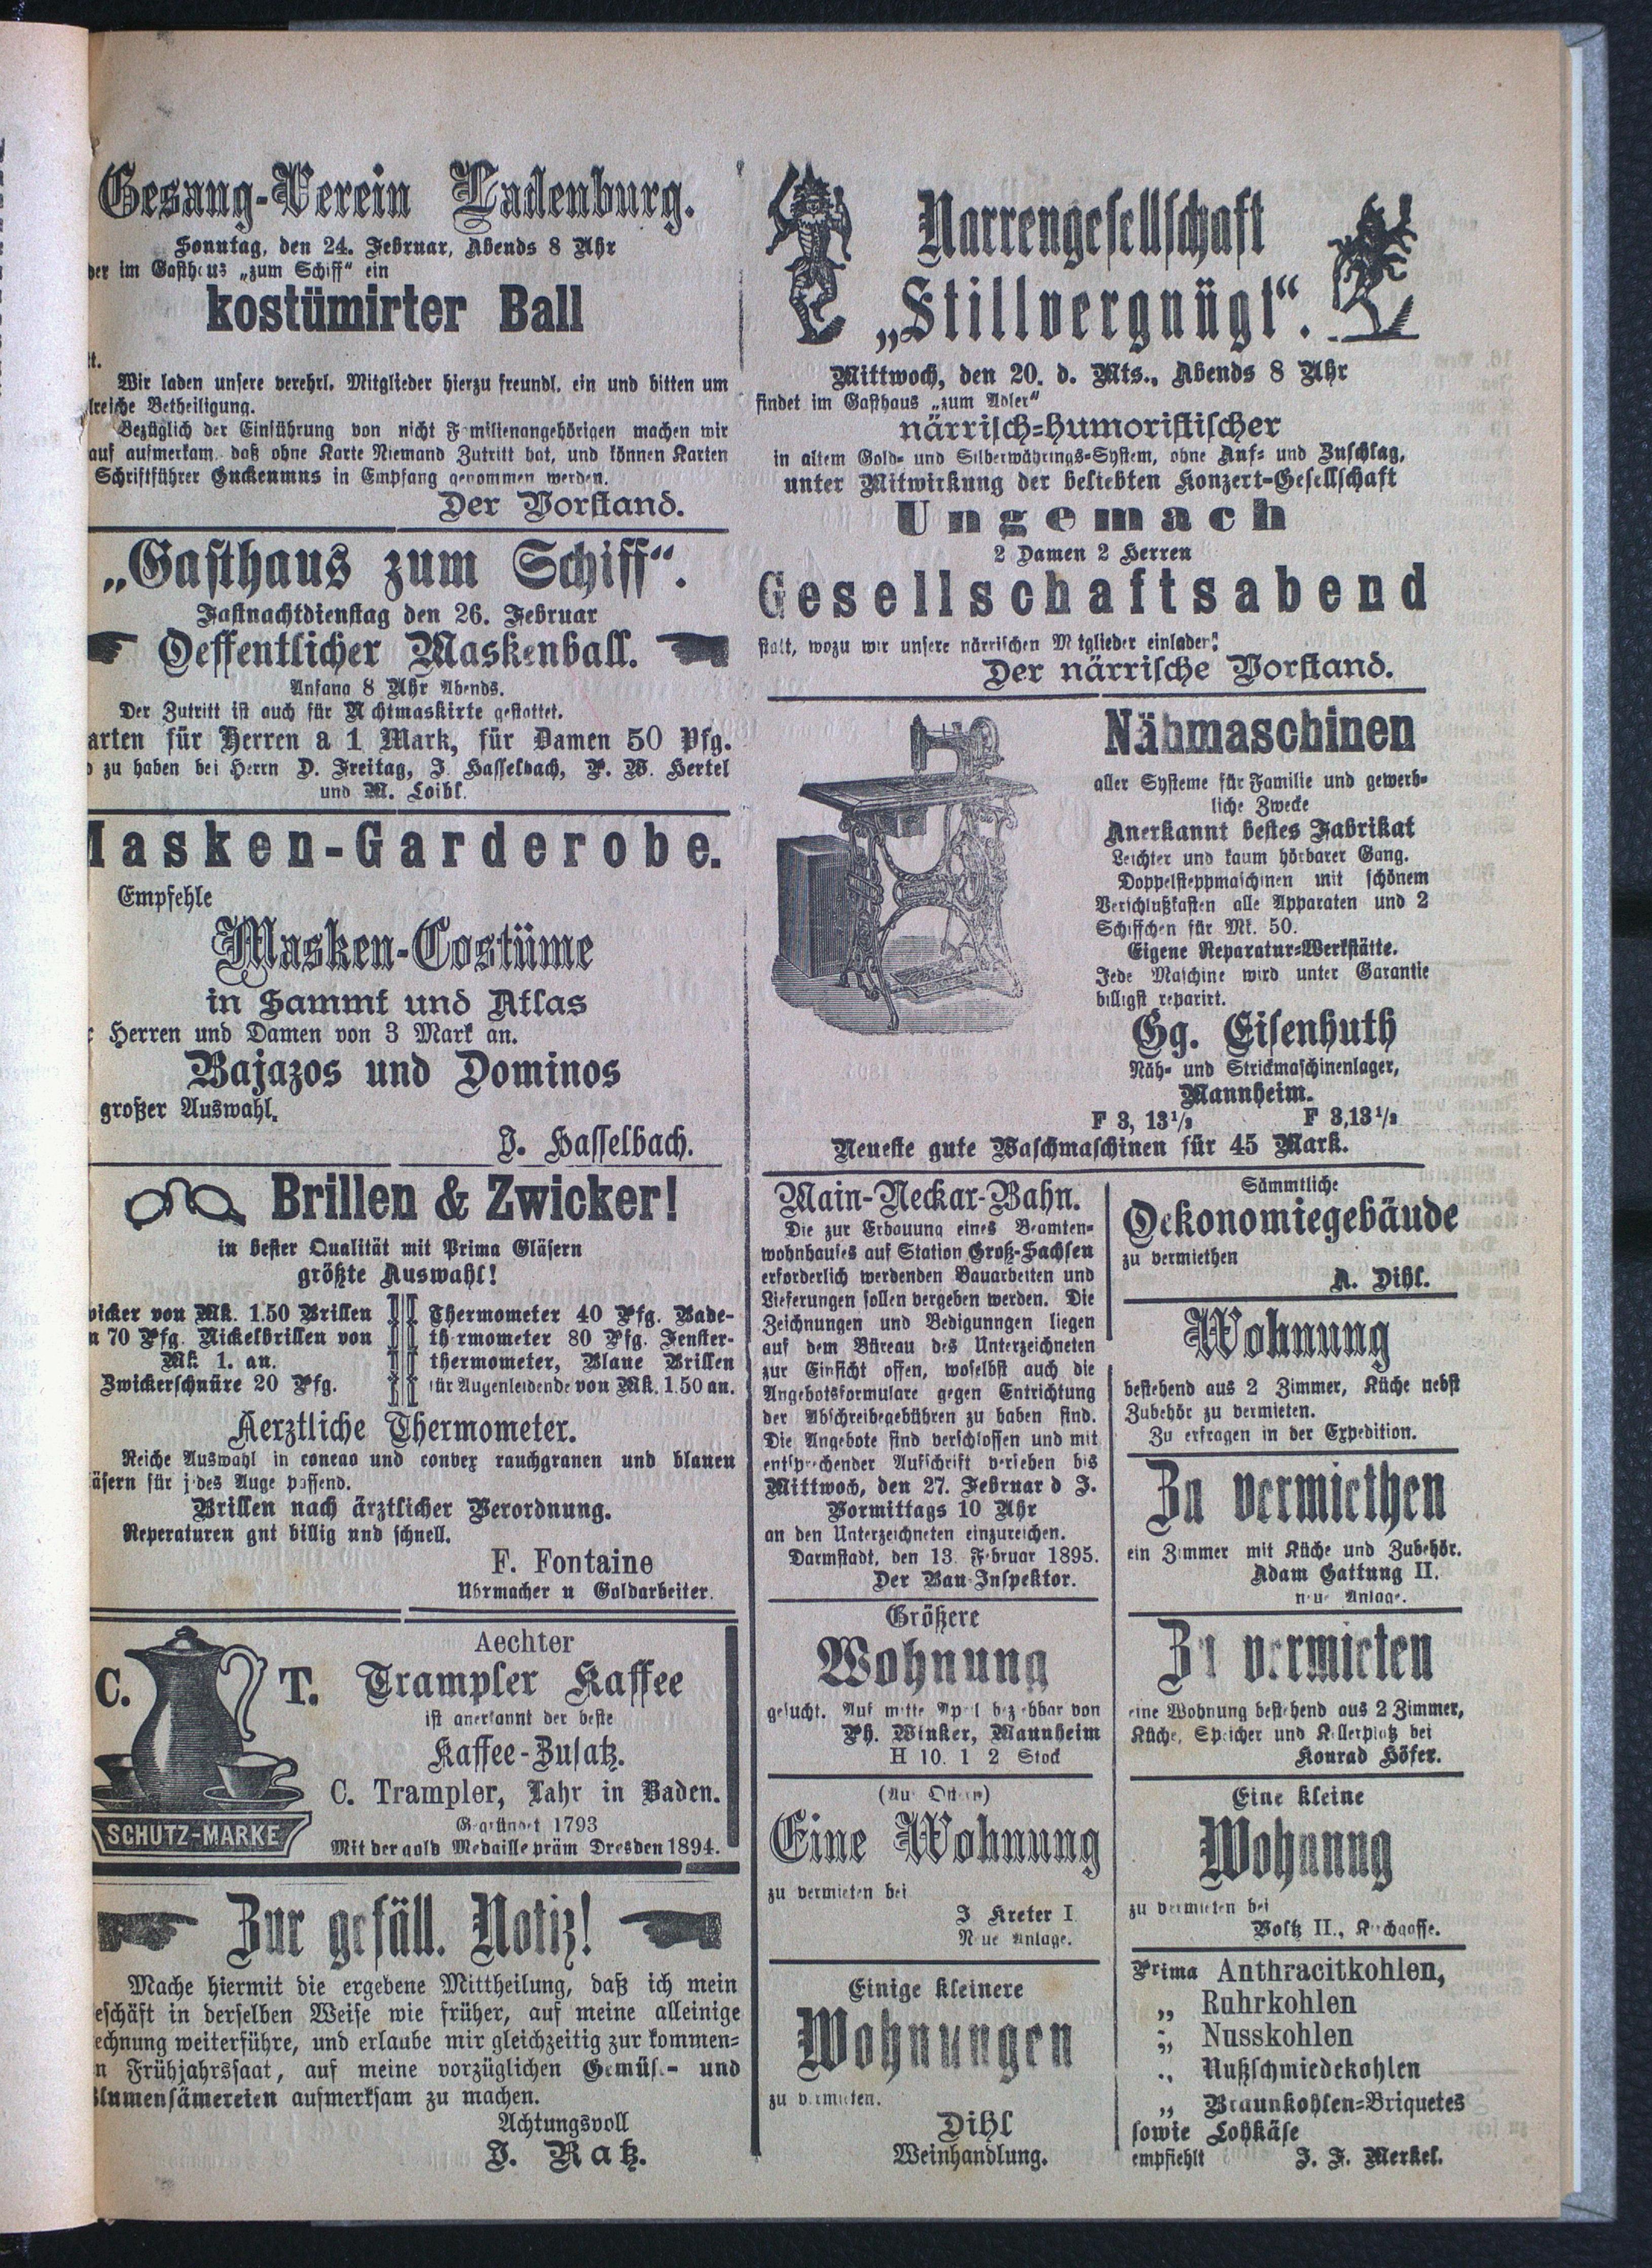 Gesang-Verein Ladenburg.
Sonntag, den 24. Februar, Abends 8 Uhr
der im Gasthaus „zum Schiff“ ein
kostümirter Ball
tt.
Wir laden unsere verehrl. Mitglieder hierzu freundl. ein und bitten um
lreiche Betheiligung.
Bezüglich der Einführung von nicht Familienangehörigen machen wir
auf aufmerkam daß ohne Karte Niemand Zutritt hat, und können Karten
Schriftführer Guckenmus in Empfang genommen werden.
Der Vorstand.
„Gasthaus zum Schiff“.
Fastnachtdienstag den 26. Februar
Oeffentlicher Maskenball.
Anfang 8 Uhr Abends.
Der Zutritt ist auch für Nichtmaskirte gestattet.
arten für Herren a 1 Mark, für Damen 50 Pfg.
d zu haben bei Herrn D. Freitag, J. Hasselbach, P. W. Hertel
und M. Loibl.
Masken-Garderobe.
Empfehle
Masken-Costüme
in Sammt und Atlas
r Herren und Damen von 3 Mark an.
Bajazos und Dominos
großer Auswahl.
J. Hasselbach.
Brillen & Zwicker!
in bester Qualität mit Prima Gläsern
größte Auswahl!
wicker von Mk. 1.50 Brillen
n 70 Pfg. Nickelbrillen von
Mk 1. an.
Zwickerschnüre 20 Pfg.
Thermometer 40 Pfg. Bade-
thermometer 80 Pfg. Fenster-
thermometer, Blaue Brillen
für Augenleidende von Mk. 1.50 an.
Aerztliche Thermometer.
Reiche Auswahl in concao und convex rauchgrauen und blauen
äsern für jedes Auge passend.
Brillen nach ärztlicher Verordnung.
Reperaturen gut billig und schnell.
F. Fontaine
Uhrmacher u Goldarbeiter.
C. T.
SCHUTZ-MARKE
Aechter
Trampler Kaffee
ist anerkannt der beste
Kaffee-Zusatz.
C. Trampler, Lahr in Baden.
Gegründet 1793
Mit der gold Medaille präm Dresden 1894.
Zur gefäll. Notiz!
Mache hiermit die ergebene Mittheilung, daß ich mein
eschäft in derselben Weise wie früher, auf meine alleinige
echnung weiterführe, und erlaube mir gleichzeitig zur kommen=
n Frühjahrssaat, auf meine vorzüglichen Gemüse- und
Blumensämereien aufmerksam zu machen.
Achtungsvoll
J. Ratz.
Narrengesellschaft
„Stillvergnügt“.
Mittwoch, den 20. d. Mts., Abends 8 Uhr
findet im Gasthaus „zum Adler“
närrisch=humoristischer
in altem Gold- und Silberwährungs=System, ohne Auf= und Zuschlag,
unter Mitwirkung der beliebten Konzert-Gesellschaft
Ungemach
2 Damen 2 Herren
Gesellschaftsabend
statt, wozu wir unsere närrischen Mitglieder einladen!
Der närrische Vorstand.
Nähmaschinen
aller Systeme für Familie und gewerb=
liche Zwecke
Anerkannt bestes Fabrikat
Leichter und kaum hörbarer Gang.
Doppelsteppmaschinen mit schönem
Verschlußkasten alle Apparaten und 2
Schiffchen für Mk. 50.
Eigene Reparatur=Werkstätte.
Jede Maschine wird unter Garantie
billigst reparirt.
Gg. Eisenhuth
Näh= und Strickmaschinenlager,
Mannheim.
F 3, 13½ F 3,13½
Neueste gute Waschmaschinen für 45 Mark.
Main-Neckar-Bahn.
Die zur Erbauung eines Beamten=
wohnhauses auf Station Groß-Sachsen
erforderlich werdenden Bauarbeiten und
Lieferungen sollen vergeben werden. Die
Zeichnungen und Bedigunngen liegen
auf dem Büreau des Unterzeichneten
zur Einsicht offen, woselbst auch die
Angebotsformulare gegen Entrichtung
der Abschreibegebühren zu haben sind.
Die Angebote sind verschlossen und mit
entsprechender Aufschrift versehen bis
Mittwoch, den 27. Februar d J.
Vormittags 10 Uhr
an den Unterzeichneten einzureichen.
Darmstadt, den 13. Februar 1895.
Der Bau-Inspektor.
Größere
Wohnung
gesucht. Auf mitte April beziehbar von
Ph. Winker, Mannheim
H 10. 1 2 Stock
(Auf Ostern)
Eine Wohnung
zu vermieten bei
J Kreter I
Neue Anlage.
Einige kleinere
Wohnungen
zu vermieten.
Dihl
Weinhandlung.
Sämmtliche
Oekonomiegebäude
zu vermiethen
A. Dihl.
Wohnung
bestehend aus 2 Zimmer, Küche nebst
Zubehör zu vermieten.
Zu erfragen in der Expedition.
Zu vermiethen
ein Zimmer mit Küche und Zubehör.
Adam Gattung II.
neue Anlage.
Zu vermieten
eine Wohnung bestehend aus 2 Zimmer,
Küche, Speicher und Kellerplatz bei
Konrad Höfer.
Eine kleine
Wohnung
zu vermieten bei
Voltz II., Kirchgasse.
Prima Anthracitkohlen,
„ Ruhrkohlen
„ Nusskohlen
„ Nußschmiedekohlen
„ Braunkohlen=Briquetes
sowie Lohkäse
empfiehlt J. F. Merkel.